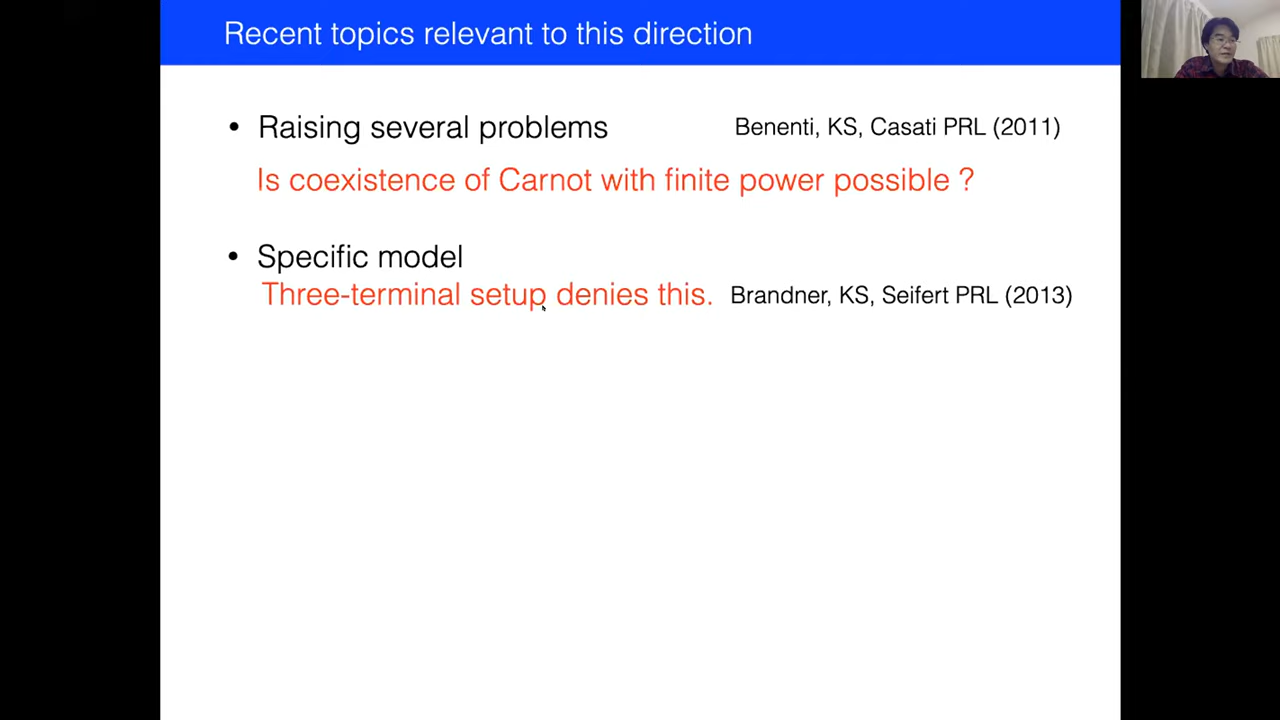 Recent topics relevant to this direction
• Raising several problems Benenti, KS, Casati PRL (2011)
Is coexistence of Carnot with finite power possible ?
• Specific model
Three-terminal setup denies this. Brandner, KS, Seifert PRL (2013)